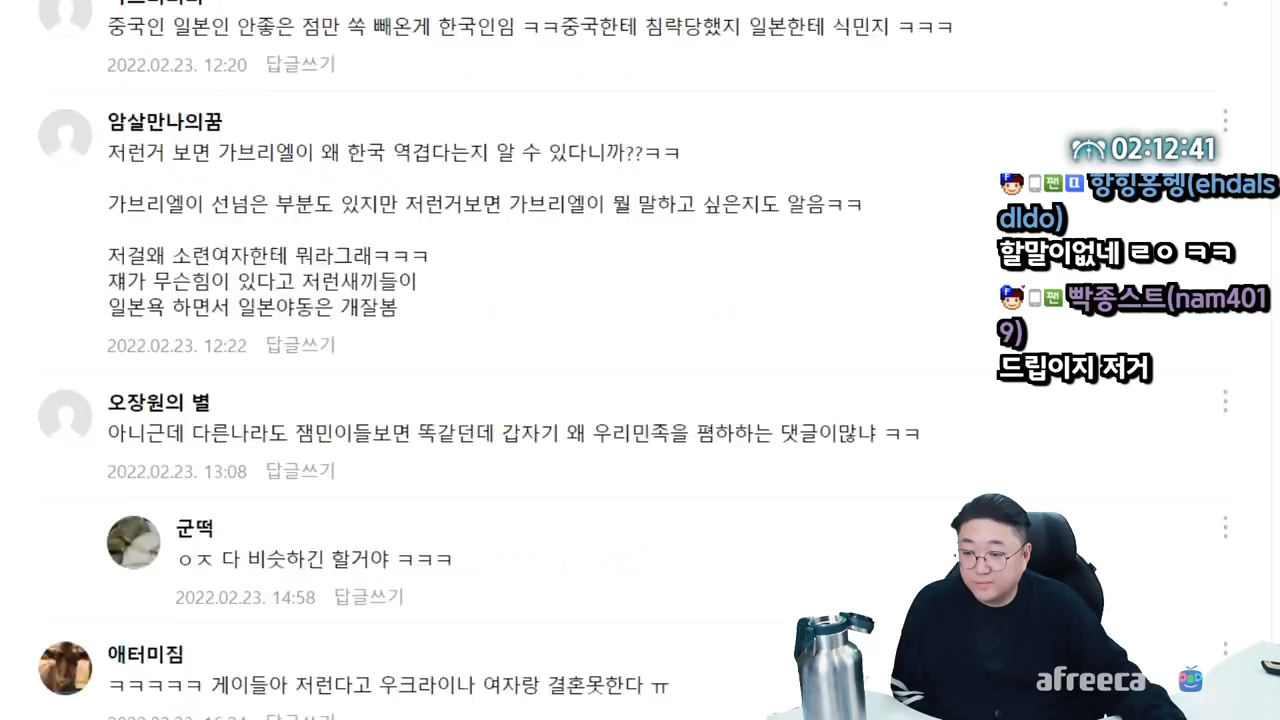 중국인 일본인 안좋은 점만 쏙 빼온게 한국인임 ㅋㅋ중국한테 침략당했지 일본한테 식민지 ㅋㅋㅋ
2022.02.23. 12:20 답글쓰기
암살만나의꿈
저런거 보면 가브리엘이 왜 한국 역겹다는지 알 수 있다니까??ㅋㅋ
가브리엘이 선넘은 부분도 있지만 저런거보면 가브리엘이 뭘 말하고 싶은지도 알음ㅋㅋ
저걸왜 소련여자한테 뭐라그래ㅋㅋㅋ
쟤가 무슨힘이 있다고 저런새끼들이
일본욕 하면서 일본야동은 개잘봄
2022.02.23. 12:22 답글쓰기
오장원의 별
아니근데 다른나라도 잼민이들보면 똑같던데 갑자기 왜 우리민족을 폄하하는 댓글이많냐 ㅋㅋ
2022.02.23. 13:08 답글쓰기
군떡
ㅇㅈ 다 비슷하긴 할거야 ㅋㅋㅋ
2022.02.23. 14:58 답글쓰기
애터미짐
ㅋㅋㅋㅋㅋ 게이들아 저런다고 우크라이나 여자랑 결혼못한다 ㅠ
02:12:41
팬 항힝홍행(ehdals
dldo)
할말이없네 ㄹㅇ ㅋㅋ
팬 빡종스트(nam401
9)
드립이지 저거
afreeca